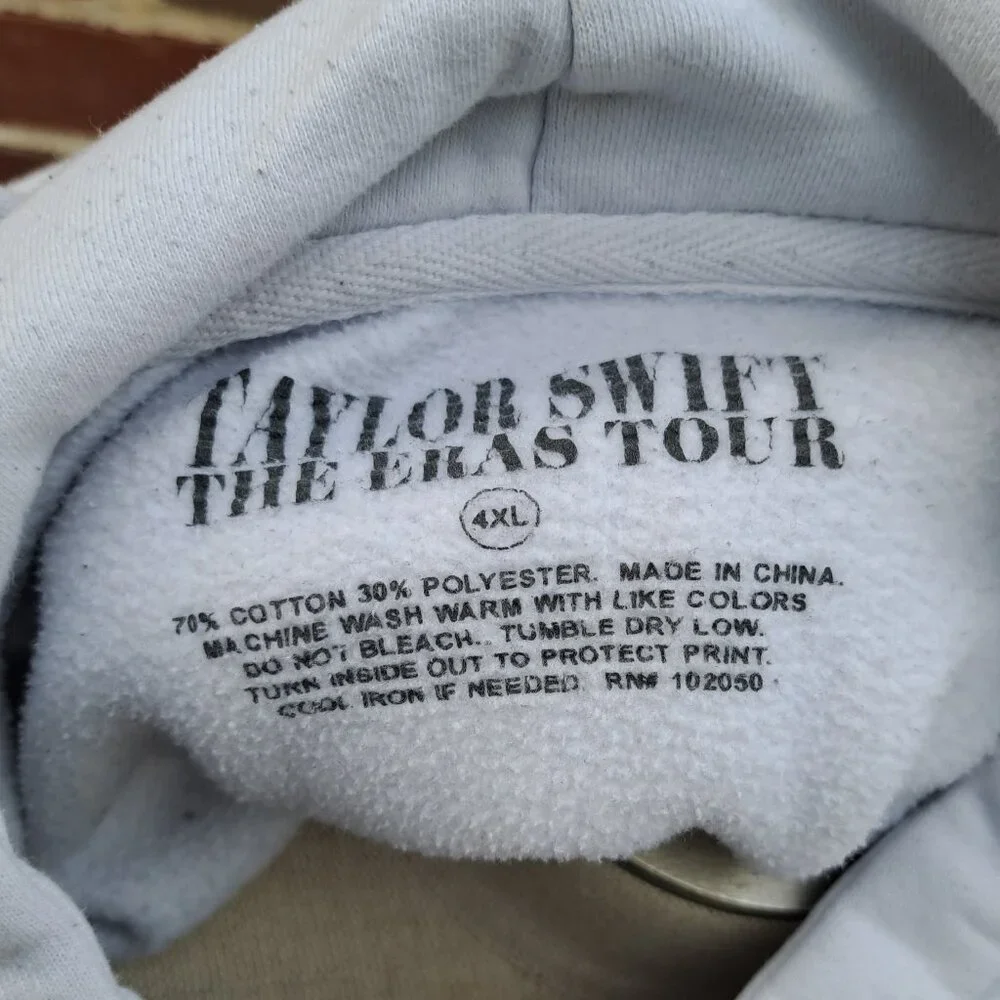 TAYLOR SWIFT
THE ERAS TOUR
4XL
70% COTTON 30% POLYESTER. MADE IN CHINA.
MACHINE WASH WARM WITH LIKE COLORS
DO NOT BLEACH. TUMBLE DRY LOW.
TURN INSIDE OUT TO PROTECT PRINT.
COOL IRON IF NEEDED. RN# 102050